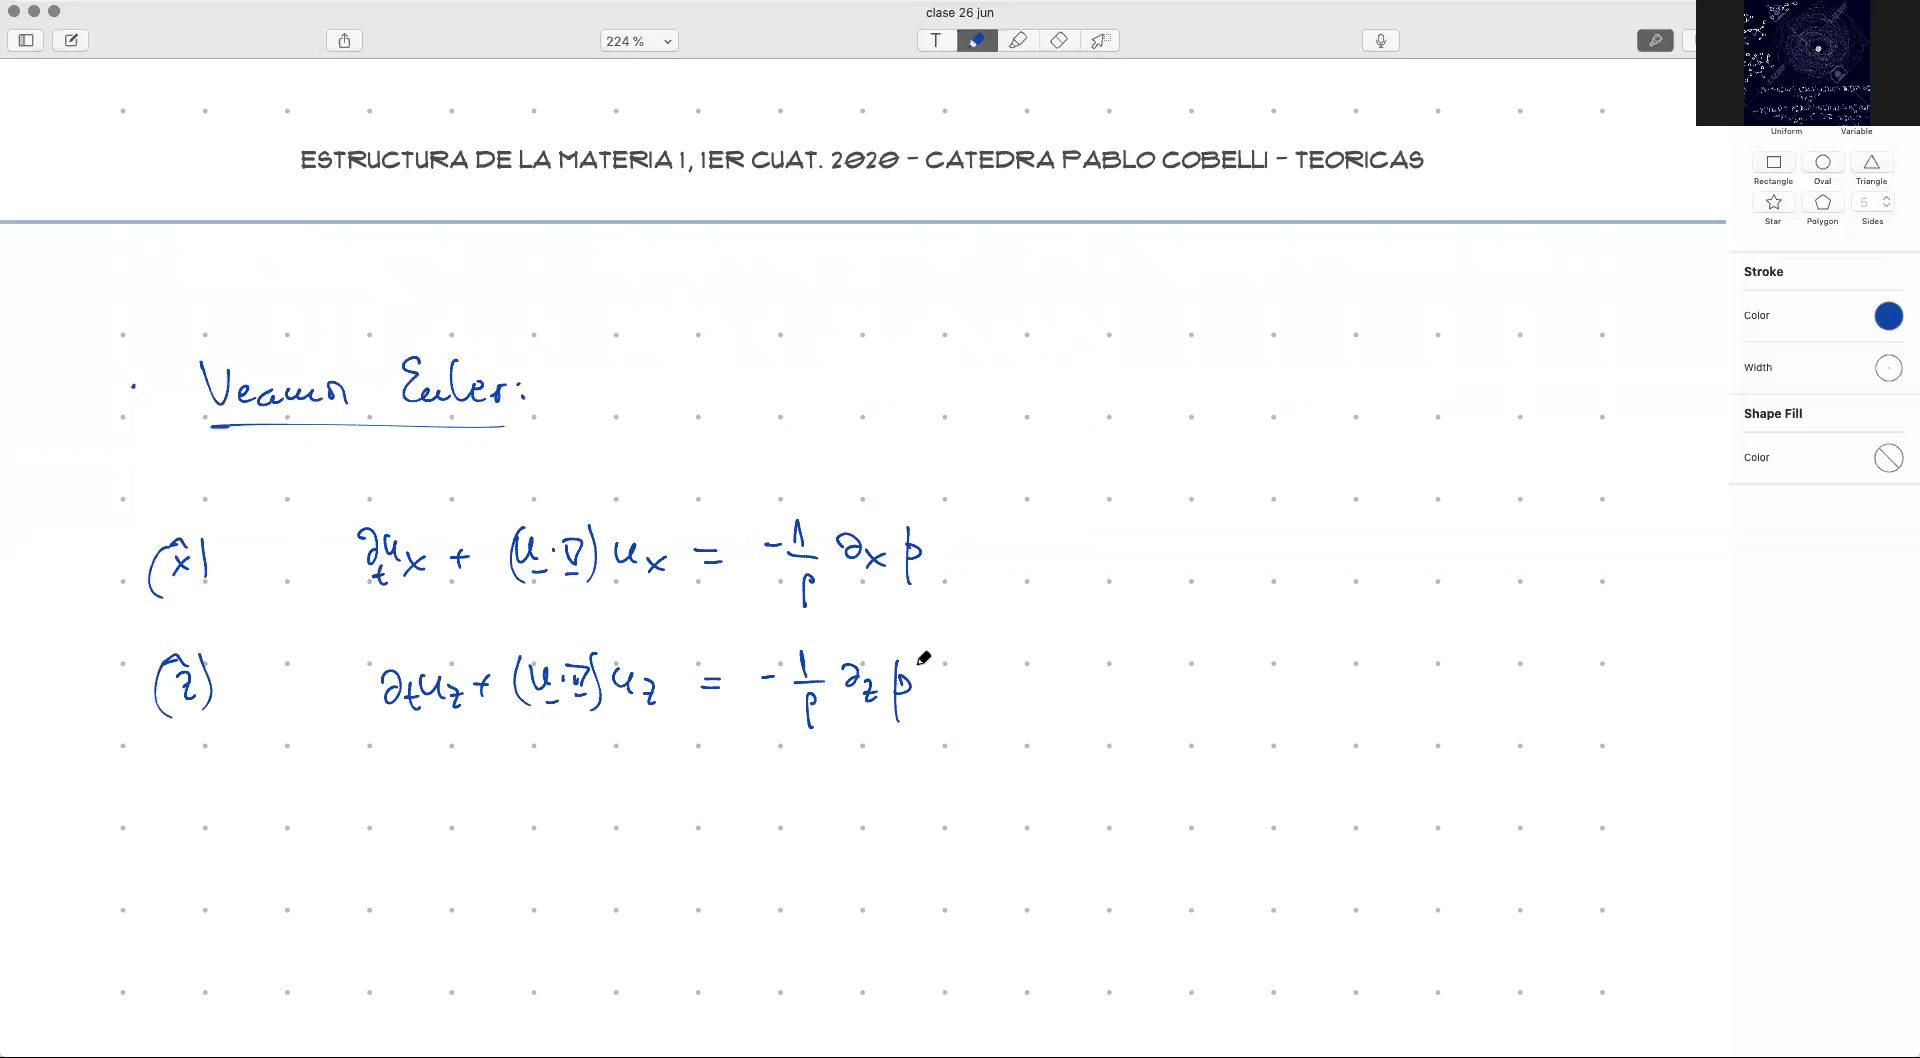 clase 26 jun
224 %
T
Uniform Variable
ESTRUCTURA DE LA MATERIA 1, 1ER CUAT. 2020 - CATEDRA PABLO COBELLI - TEORICAS
Rectangle Oval Triangle
5
Star Polygon Sides
Stroke
Color
Width
Shape Fill
Color
· Veamos Euler:
(x̂) ∂ₜuₓ + (u·∇) uₓ = -1/ρ ∂ₓ p
(ẑ) ∂ₜu_z + (u·∇) u_z = -1/ρ ∂_z p